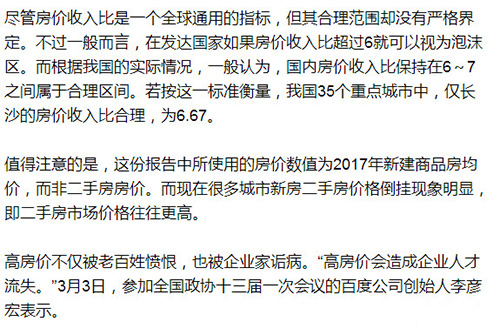 尽管房价收入比是一个全球通用的指标，但其合理范围却没有严格界
定。不过一般而言，在发达国家如果房价收入比超过6就可以视为泡沫
区。而根据我国的实际情况，一般认为，国内房价收入比保持在6～7
之间属于合理区间。若按这一标准衡量，我国35个重点城市中，仅长
沙的房价收入比合理，为6.67。
值得注意的是，这份报告中所使用的房价数值为2017年新建商品房均
价，而非二手房房价。而现在很多城市新房二手房价格倒挂现象明显，
即二手房市场价格往往更高。
高房价不仅被老百姓愤恨，也被企业家诟病。“高房价会造成企业人才
流失。”3月3日，参加全国政协十三届一次会议的百度公司创始人李彦
宏表示。